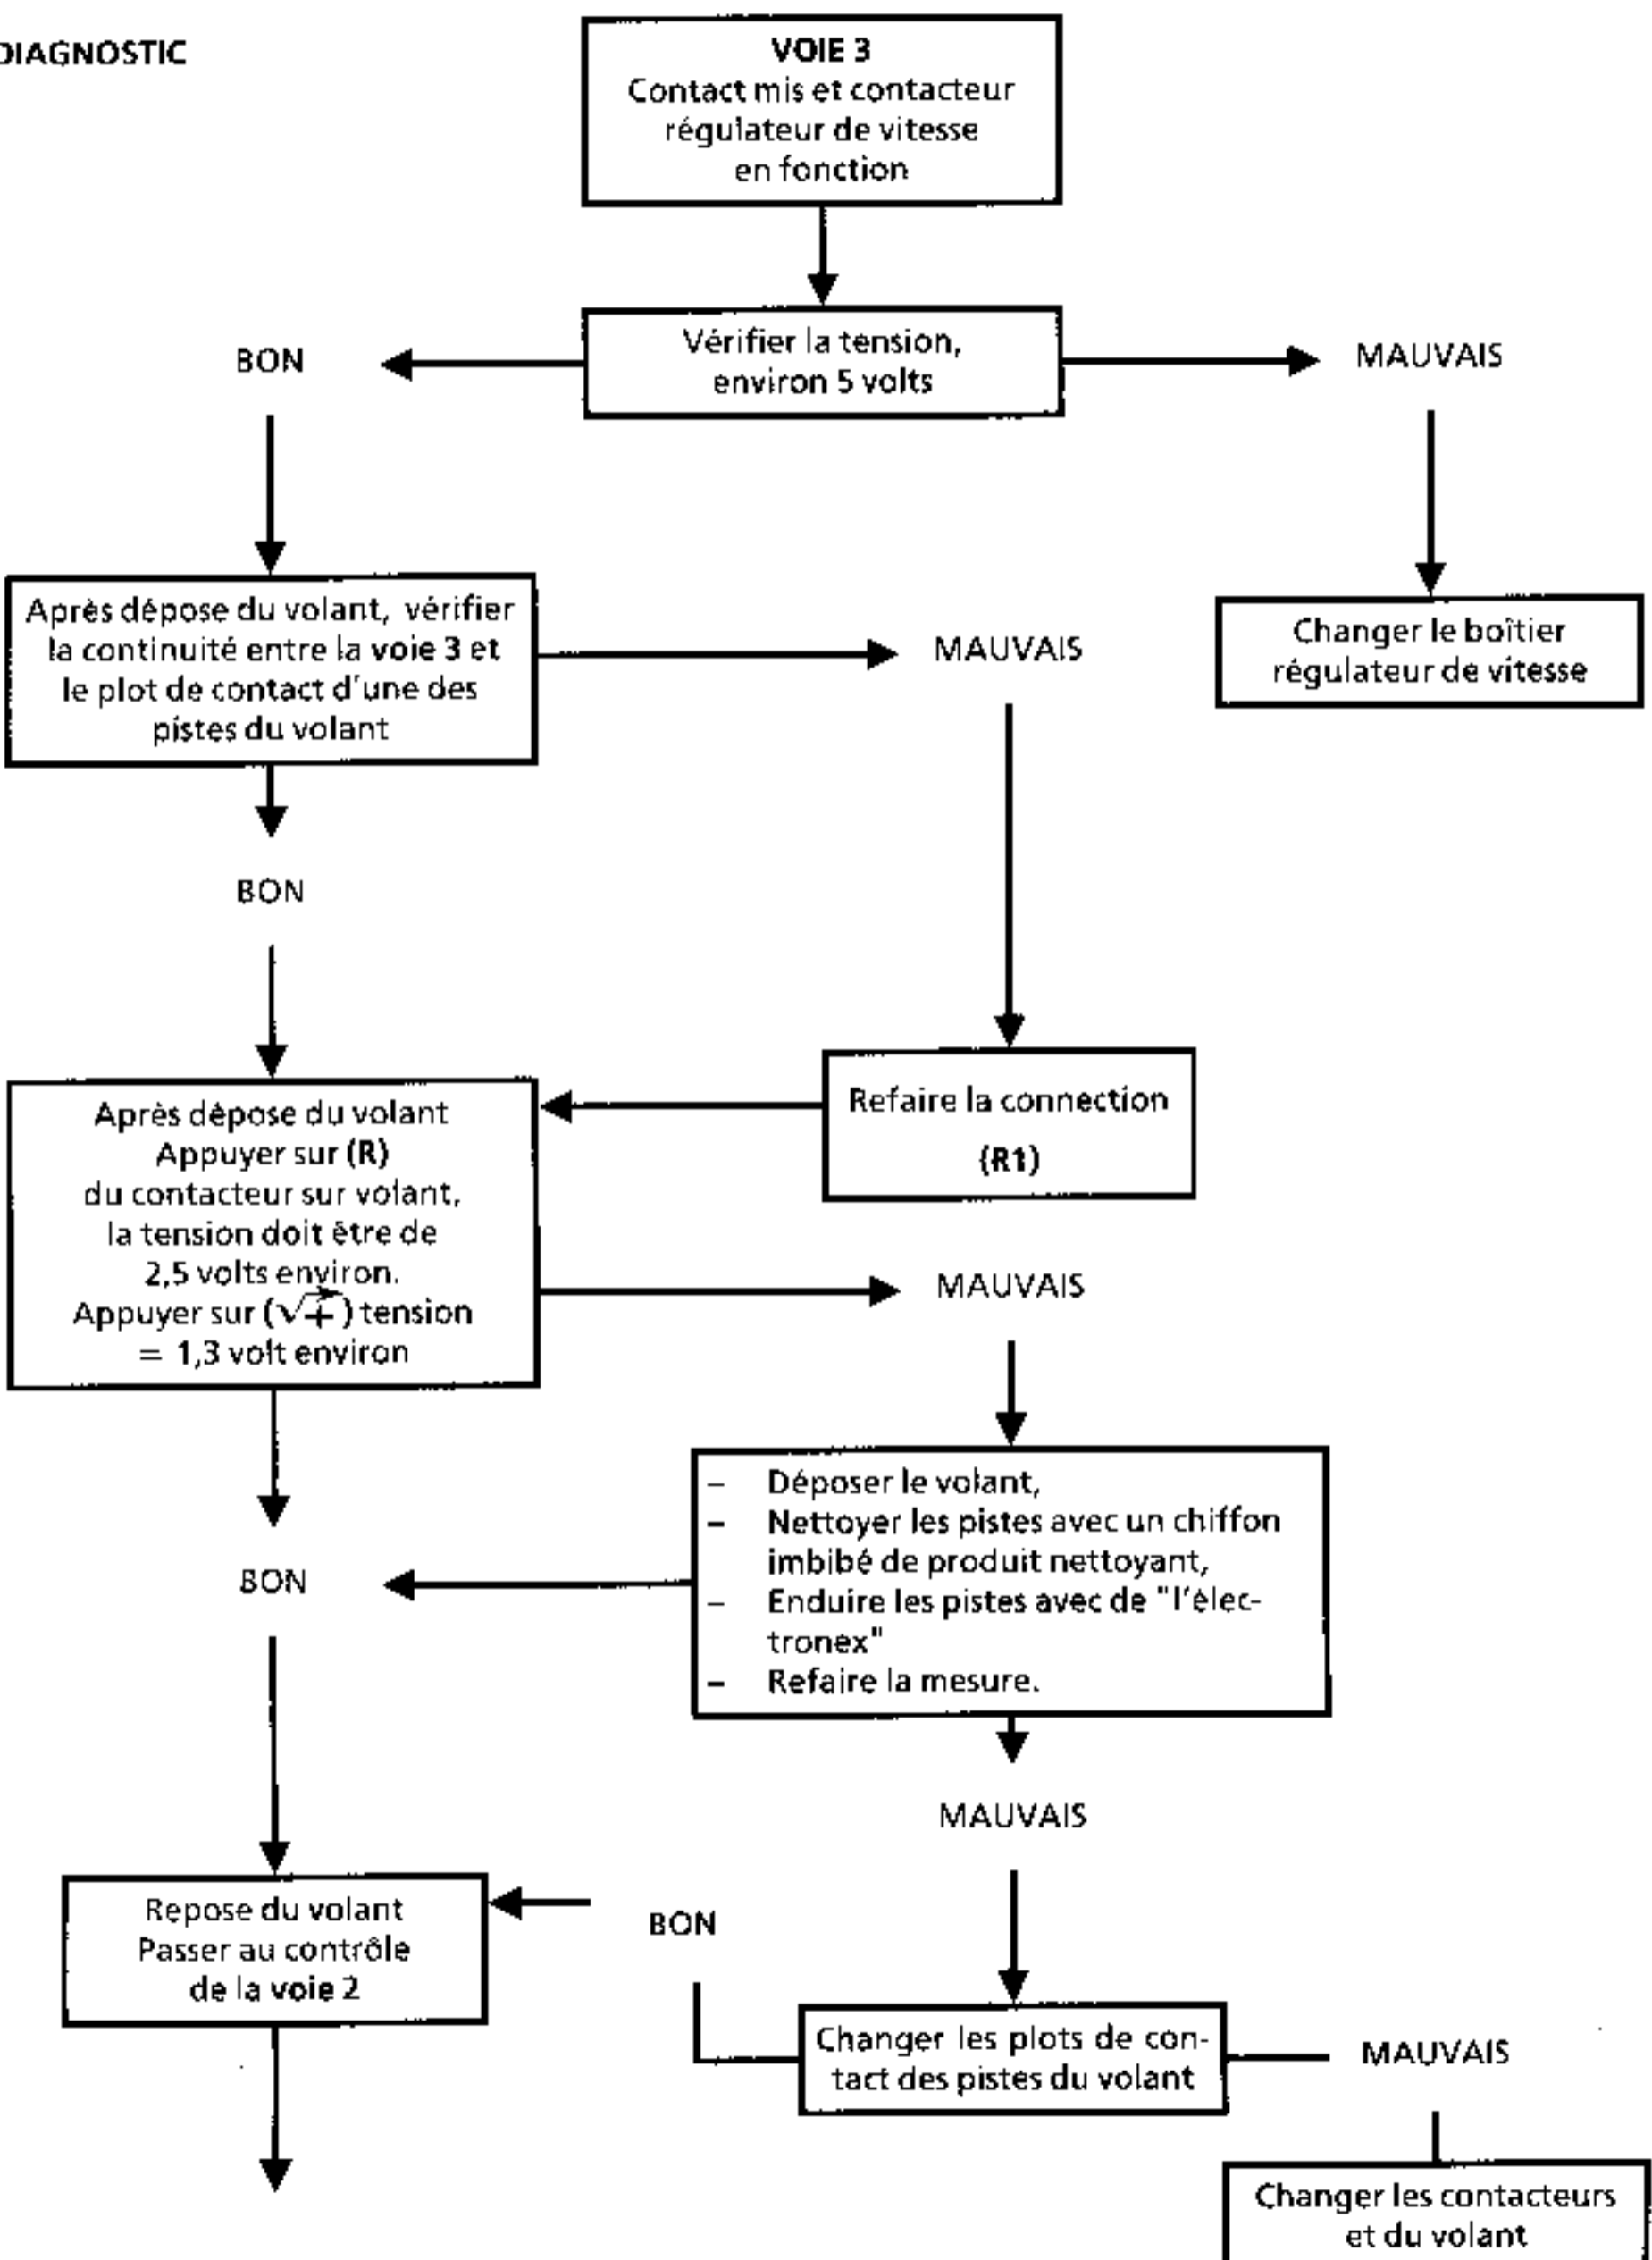 DIAGNOSTIC
VOIE 3
Contact mis et contacteur
régulateur de vitesse
en fonction
BON
Vérifier la tension,
environ 5 volts
MAUVAIS
Après dépose du volant, vérifier
la continuité entre la voie 3 et
le plot de contact d'une des
pistes du volant
MAUVAIS
Changer le boîtier
régulateur de vitesse
BON
Après dépose du volant
Appuyer sur (R)
du contacteur sur volant,
la tension doit être de
2,5 volts environ.
Appuyer sur (√+) tension
= 1,3 volt environ
Refaire la connection
(R1)
MAUVAIS
BON
– Déposer le volant,
– Nettoyer les pistes avec un chiffon
imbibé de produit nettoyant,
– Enduire les pistes avec de "l'élec-
tronex"
– Refaire la mesure.
MAUVAIS
Repose du volant
Passer au contrôle
de la voie 2
BON
Changer les plots de con-
tact des pistes du volant
MAUVAIS
Changer les contacteurs
et du volant